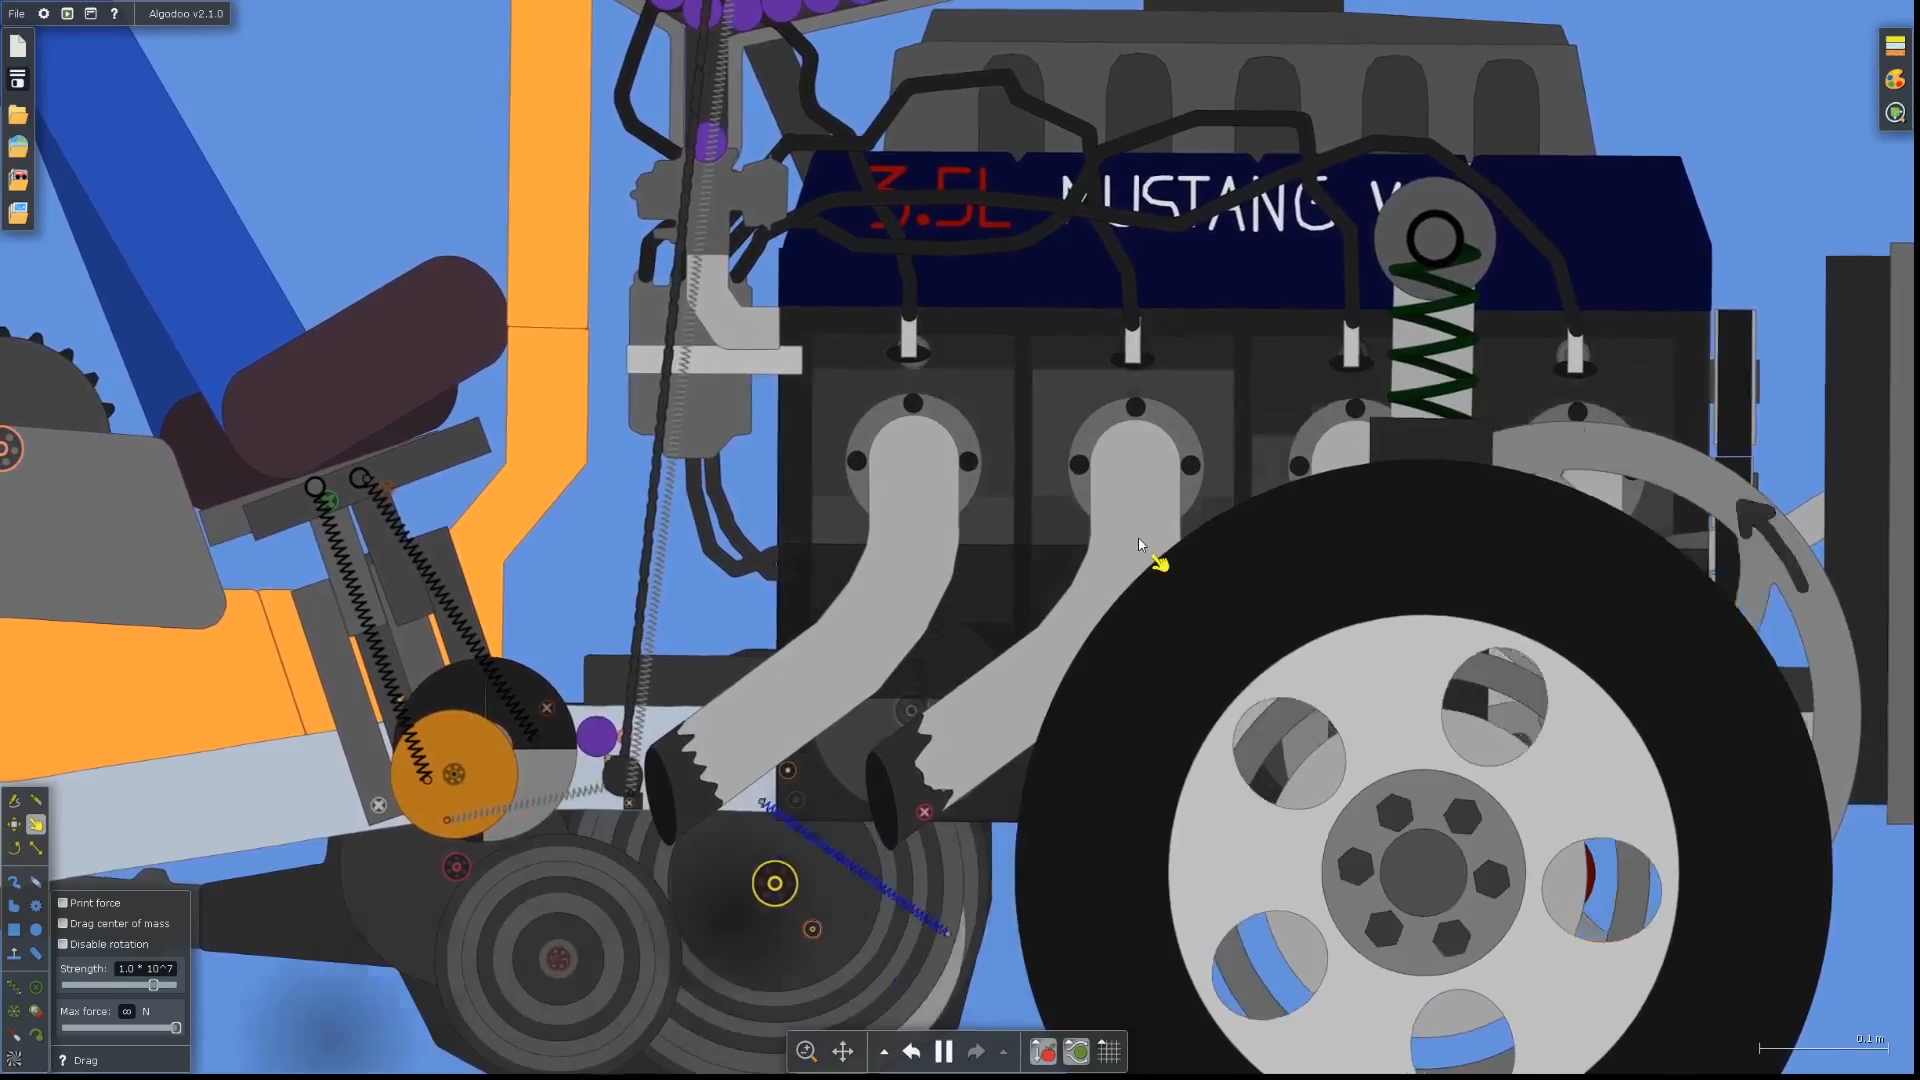 File
?
Algodoo v2.1.0
3.5L MUSTANG
Print force
Drag center of mass
Disable rotation
Strength: 1.0 * 10^7
Max force: ∞ N
? Drag
0.1 m